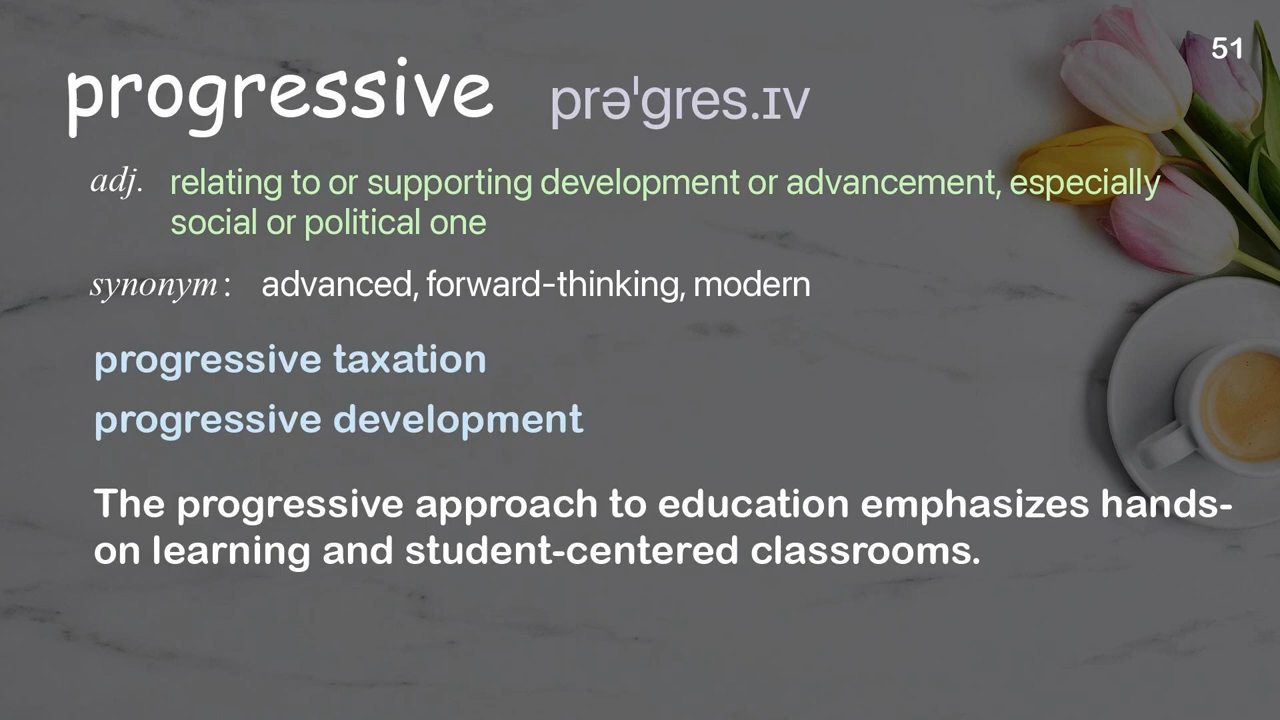 51
progressive prəˈgres.ɪv
adj. relating to or supporting development or advancement, especially
social or political one
synonym: advanced, forward-thinking, modern
progressive taxation
progressive development
The progressive approach to education emphasizes hands-
on learning and student-centered classrooms.